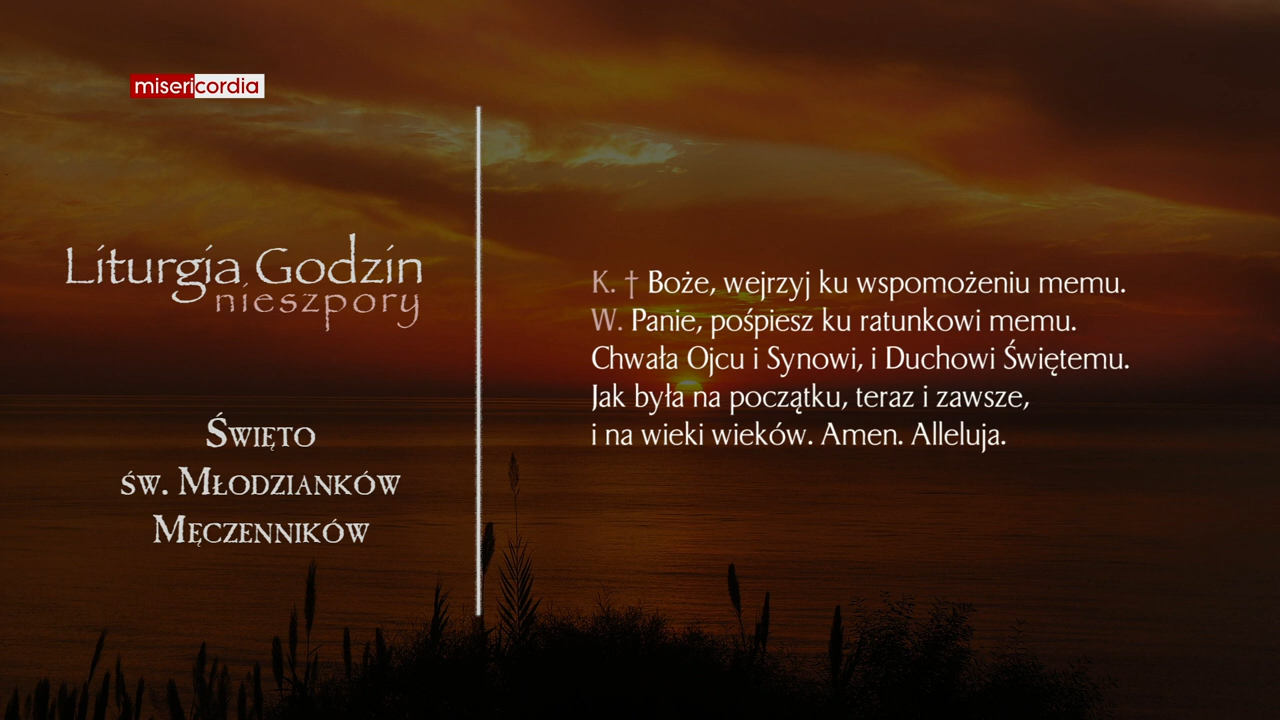 misericordia
Liturgia Godzin
nieszpory
Święto
św. Młodzianków
Męczenników
K. † Boże, wejrzyj ku wspomożeniu memu.
W. Panie, pośpiesz ku ratunkowi memu.
Chwała Ojcu i Synowi, i Duchowi Świętemu.
Jak była na początku, teraz i zawsze,
i na wieki wieków. Amen. Alleluja.